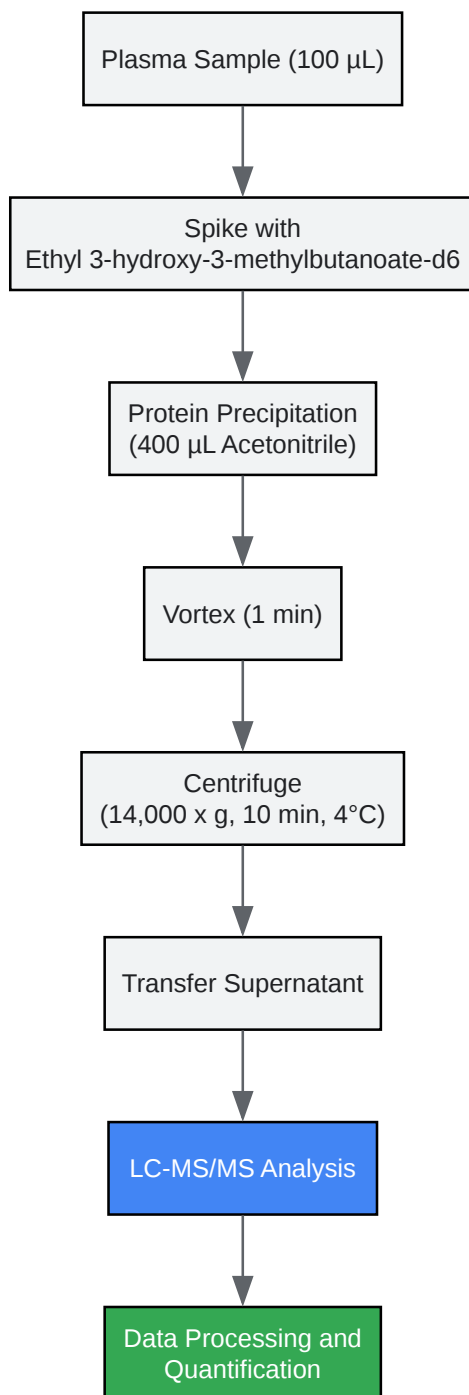 Plasma Sample (100 µL)
Spike with
Ethyl 3-hydroxy-3-methylbutanoate-d6
Protein Precipitation
(400 µL Acetonitrile)
Vortex (1 min)
Centrifuge
(14,000 x g, 10 min, 4°C)
Transfer Supernatant
LC-MS/MS Analysis
Data Processing and
Quantification